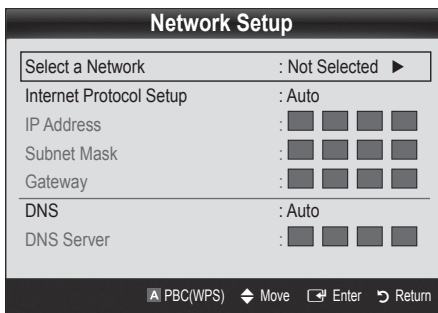 Network Setup
Select a Network : Not Selected ►
Internet Protocol Setup : Auto
IP Address :
Subnet Mask :
Gateway :
DNS : Auto
DNS Server :
A PBC(WPS) Move Enter Return